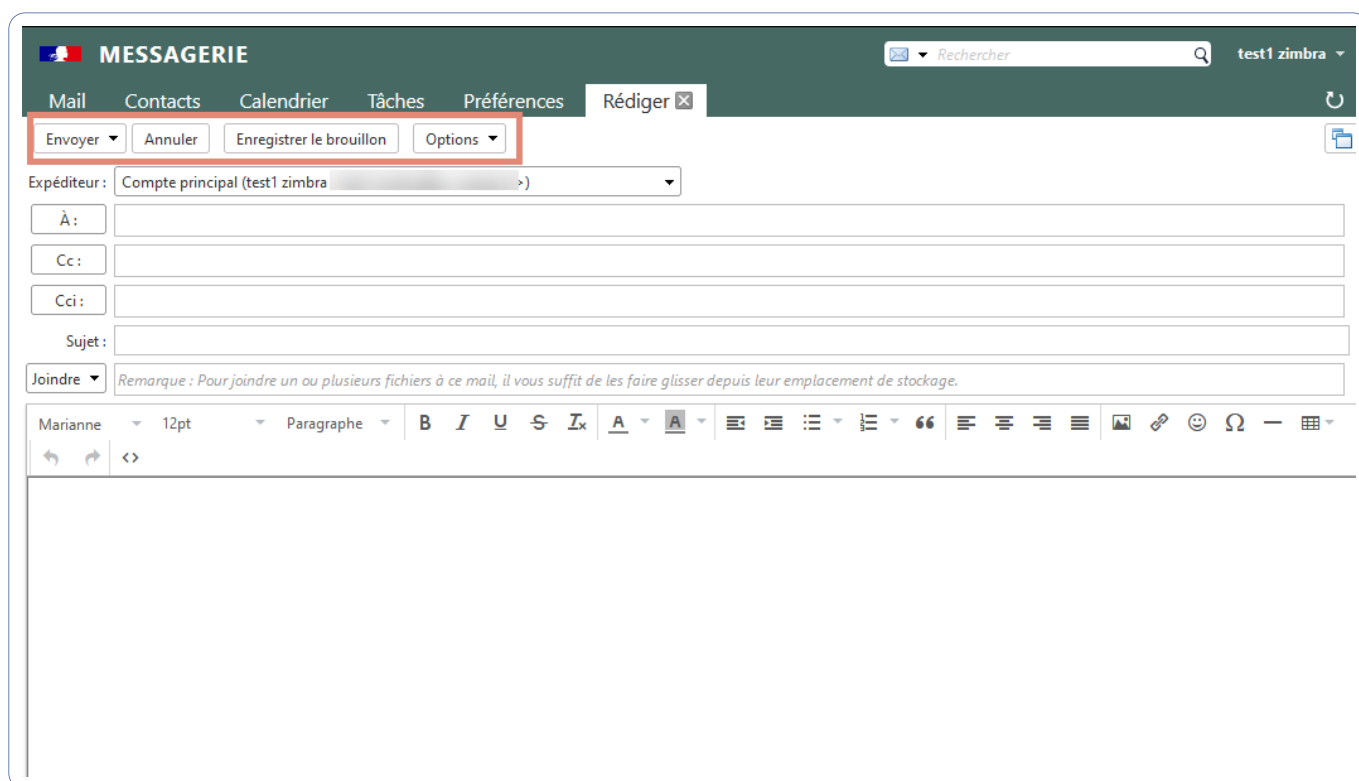 MESSAGERIE Rechercher test1 zimbra
Mail Contacts Calendrier Tâches Préférences Rédiger
Envoyer Annuler Enregistrer le brouillon Options
Expéditeur : Compte principal (test1 zimbra >)
À :
Cc :
Cci :
Sujet :
Joindre Remarque : Pour joindre un ou plusieurs fichiers à ce mail, il vous suffit de les faire glisser depuis leur emplacement de stockage.
Marianne 12pt Paragraphe B I U S Ix A A “ Ω —
<>